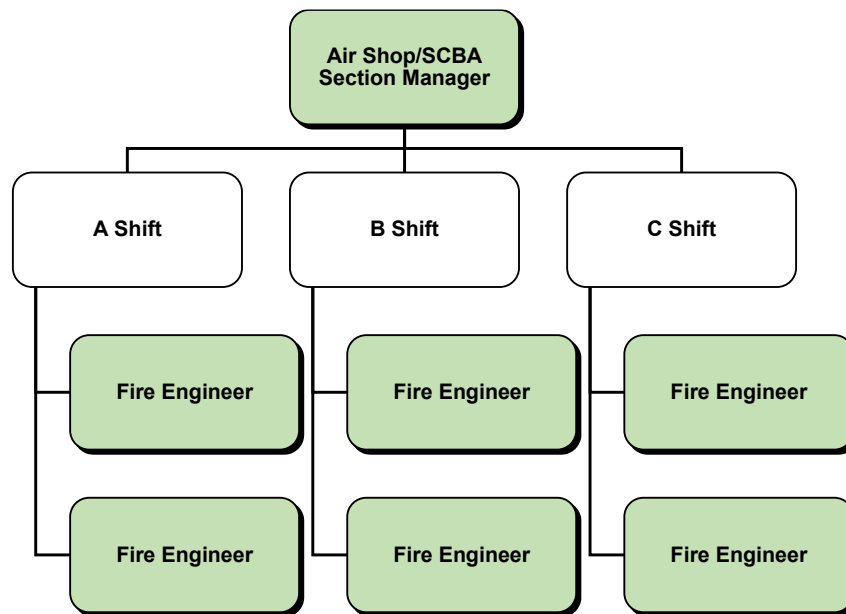 Air Shop/SCBA
Section Manager
A Shift
B Shift
C Shift
Fire Engineer
Fire Engineer
Fire Engineer
Fire Engineer
Fire Engineer
Fire Engineer